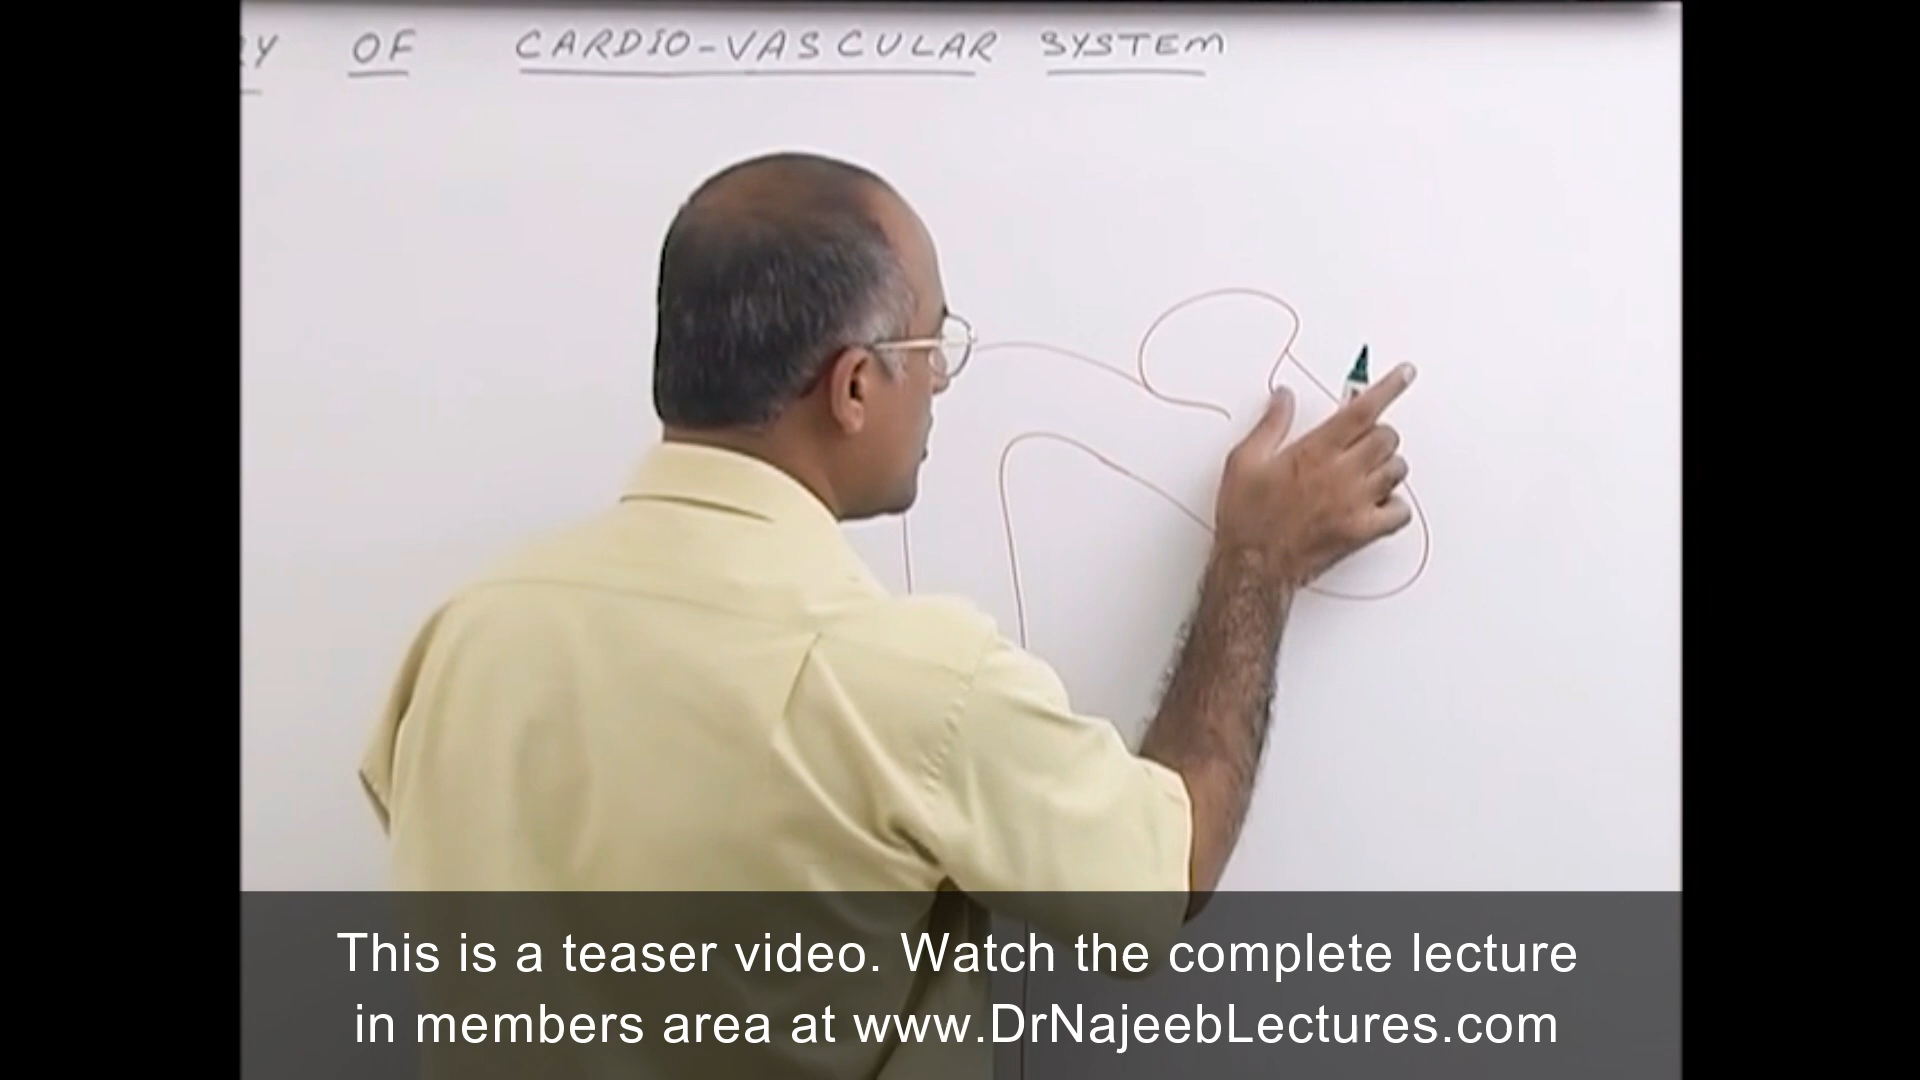 RY OF CARDIO-VASCULAR SYSTEM
This is a teaser video. Watch the complete lecture
in members area at www.DrNajeebLectures.com